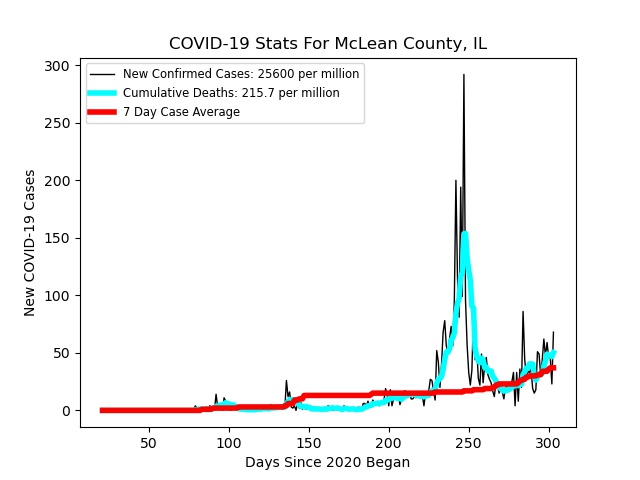 COVID-19 Stats For McLean County, IL
300
250
200
150
100
50
0
New COVID-19 Cases
New Confirmed Cases: 25600 per million
Cumulative Deaths: 215.7 per million
7 Day Case Average
50 100 150 200 250 300
Days Since 2020 Began